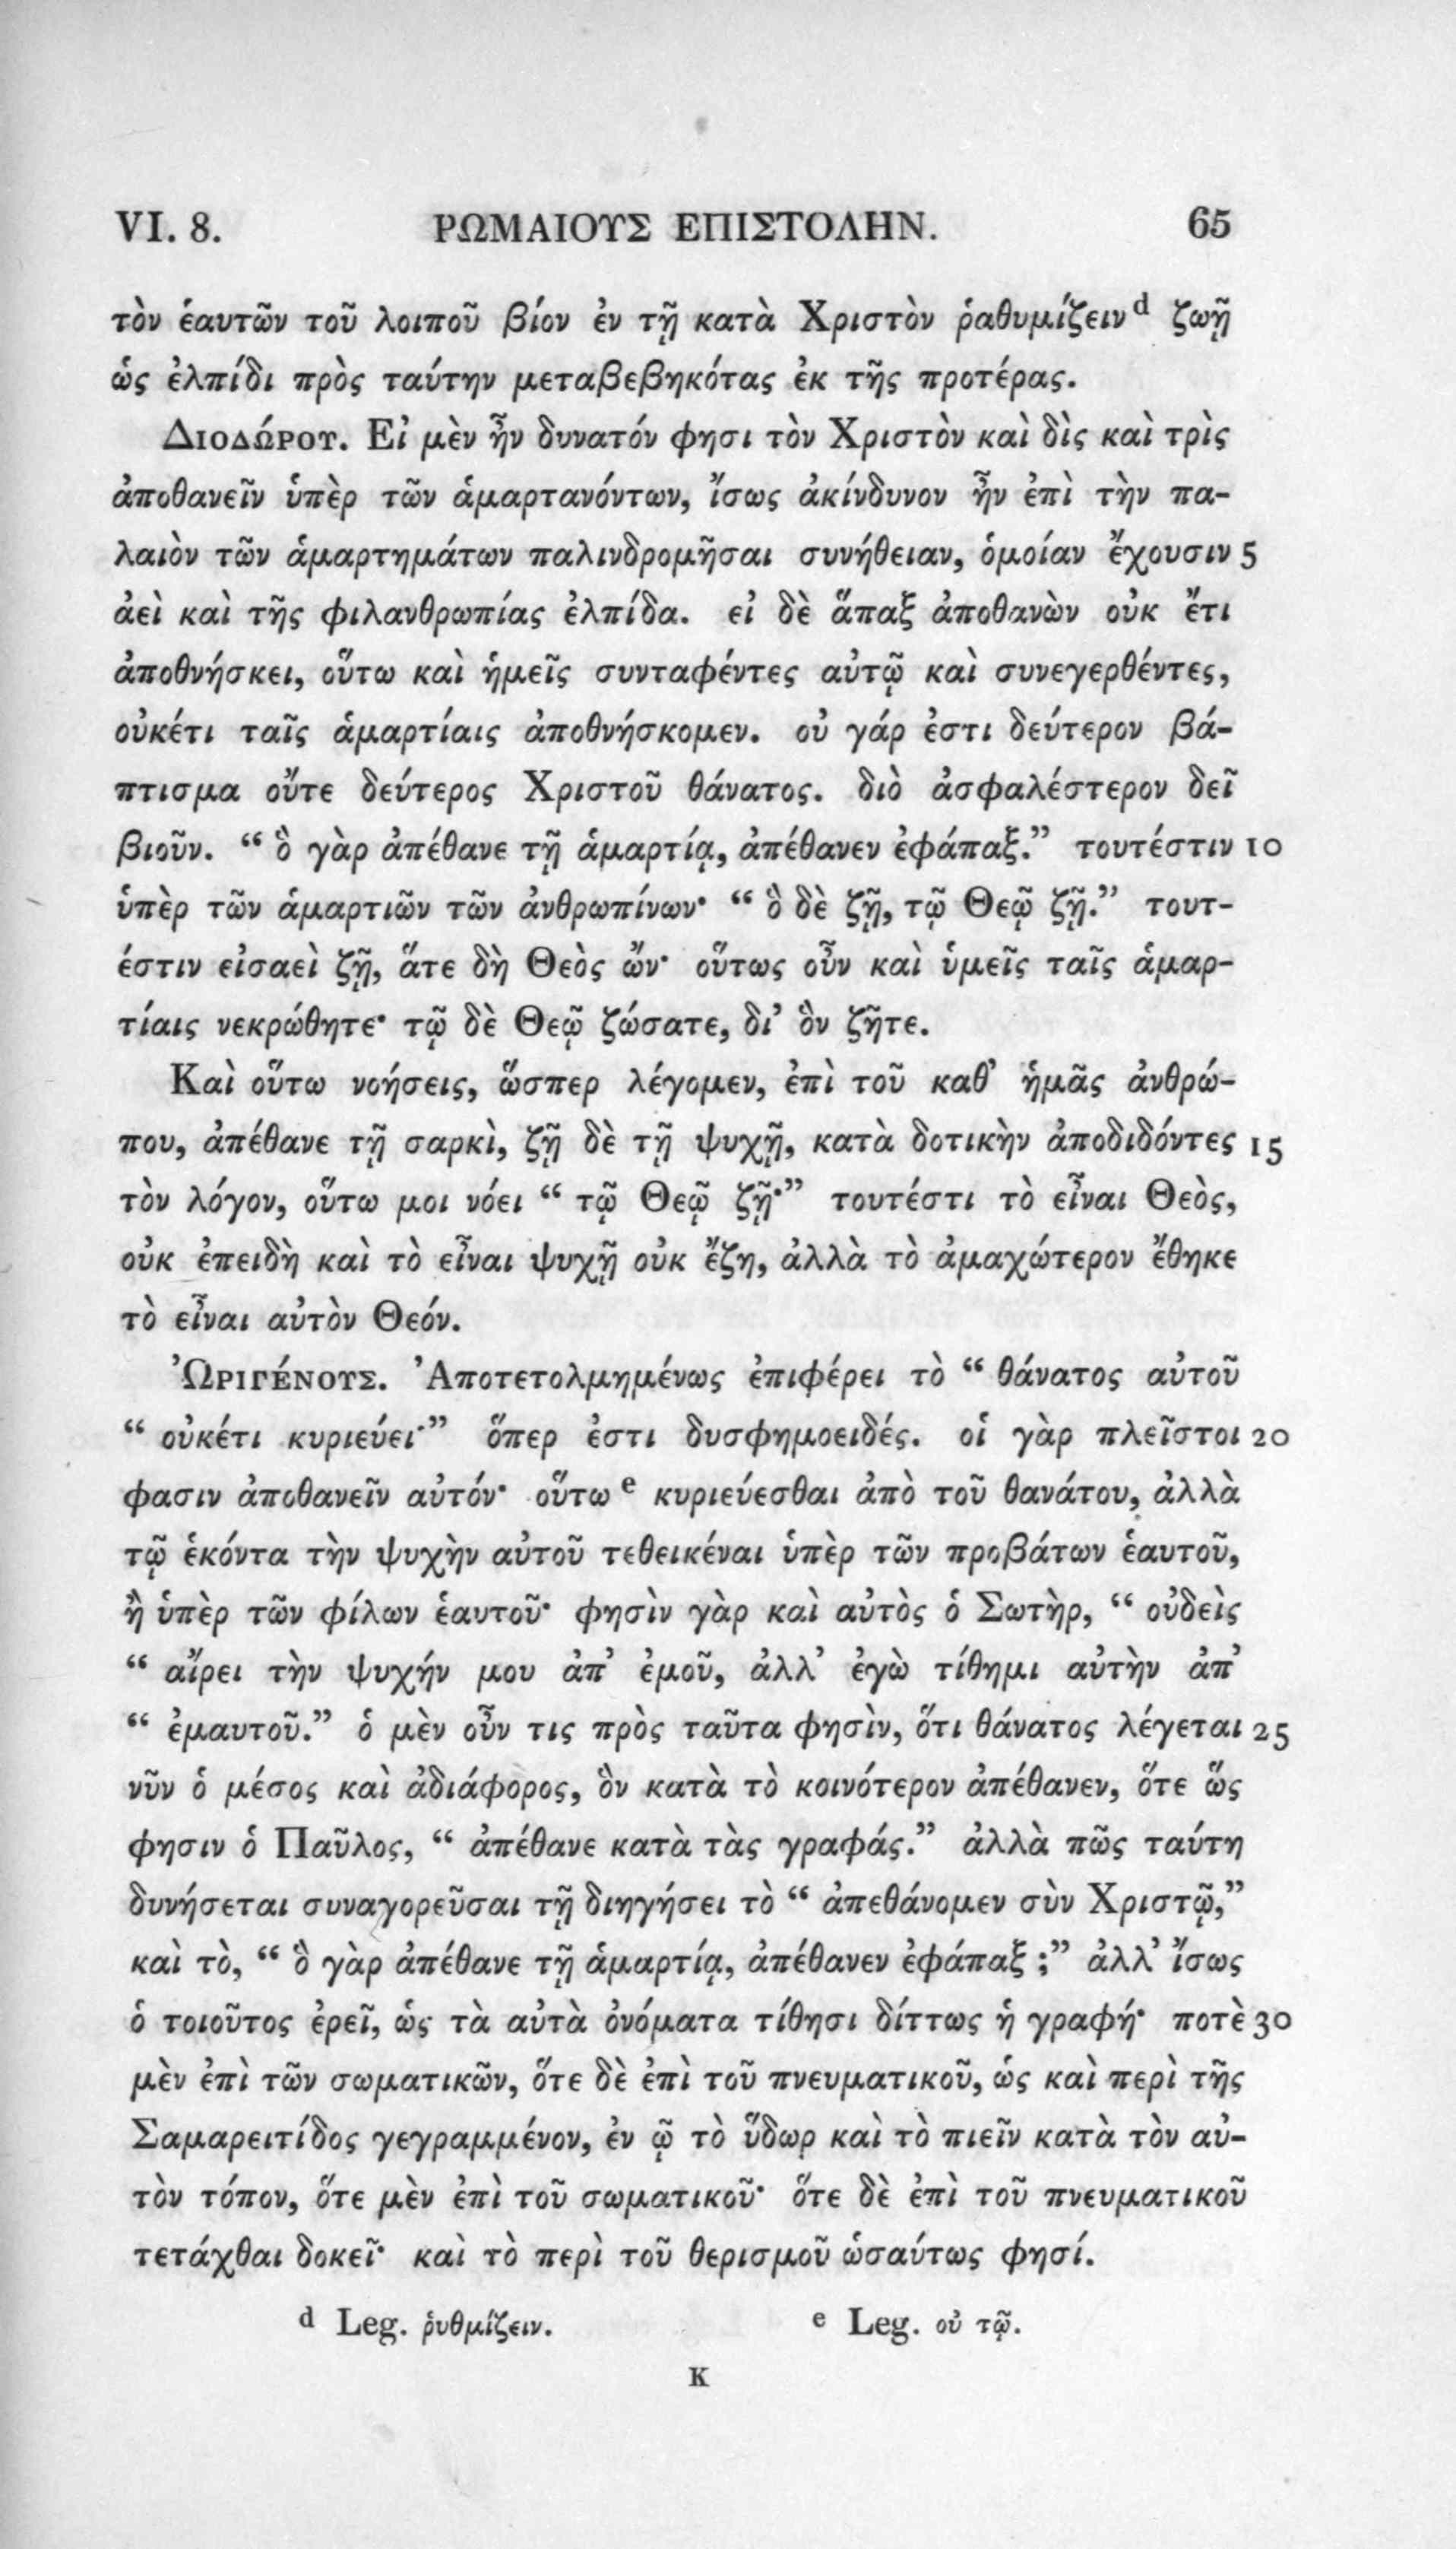 VI. 8. ΡΩΜΑΙΟΥΣ ΕΠΙΣΤΟΛΗΝ. 65
τὸν ἑαυτῶν τοῦ λοιποῦ βίον ἐν τῇ κατὰ Χριστὸν ῥαθυμίζειν d ζωῇ
ὡς ἐλπίδι πρὸς ταύτην μεταβεβηκότας ἐκ τῆς προτέρας.
Διοδώρου. Εἰ μὲν ἦν δυνατόν φησι τὸν Χριστὸν καὶ δὶς καὶ τρὶς
ἀποθανεῖν ὑπὲρ τῶν ἁμαρτανόντων, ἴσως ἀκίνδυνον ἦν ἐπὶ τὴν πα-
λαιὸν τῶν ἁμαρτημάτων παλινδρομῆσαι συνήθειαν, ὁμοίαν ἔχουσιν 5
ἀεὶ καὶ τῆς φιλανθρωπίας ἐλπίδα. εἰ δὲ ἅπαξ ἀποθανὼν οὐκ ἔτι
ἀποθνήσκει, οὕτω καὶ ἡμεῖς συνταφέντες αὐτῷ καὶ συνεγερθέντες,
οὐκέτι ταῖς ἁμαρτίαις ἀποθνήσκομεν. οὐ γάρ ἐστι δεύτερον βά-
πτισμα οὔτε δεύτερος Χριστοῦ θάνατος. διὸ ἀσφαλέστερον δεῖ
βιοῦν. “ ὃ γὰρ ἀπέθανε τῇ ἁμαρτίᾳ, ἀπέθανεν ἐφάπαξ.” τουτέστιν 10
ὑπὲρ τῶν ἁμαρτιῶν τῶν ἀνθρωπίνων· “ ὃ δὲ ζῇ, τῷ Θεῷ ζῇ.” τουτ-
έστιν εἰσαεὶ ζῇ, ἅτε δὴ Θεὸς ὤν· οὕτως οὖν καὶ ὑμεῖς ταῖς ἁμαρ-
τίαις νεκρώθητε· τῷ δὲ Θεῷ ζώσατε, δι’ ὃν ζῆτε.
Καὶ οὕτω νοήσεις, ὥσπερ λέγομεν, ἐπὶ τοῦ καθ’ ἡμᾶς ἀνθρώ-
που, ἀπέθανε τῇ σαρκὶ, ζῇ δὲ τῇ ψυχῇ, κατὰ δοτικὴν ἀποδιδόντες 15
τὸν λόγον, οὕτω μοι νόει “ τῷ Θεῷ ζῇ·” τουτέστι τὸ εἶναι Θεὸς,
οὐκ ἐπειδὴ καὶ τὸ εἶναι ψυχῇ οὐκ ἔζη, ἀλλὰ τὸ ἀμαχώτερον ἔθηκε
τὸ εἶναι αὐτὸν Θεόν.
Ὠριγένους. Ἀποτετολμημένως ἐπιφέρει τὸ “ θάνατος αὐτοῦ
“ οὐκέτι κυριεύει·” ὅπερ ἐστι δυσφημοειδές. οἱ γὰρ πλεῖστοι 20
φασιν ἀποθανεῖν αὐτόν· οὕτω e κυριεύεσθαι ἀπὸ τοῦ θανάτου, ἀλλὰ
τῷ ἑκόντα τὴν ψυχὴν αὐτοῦ τεθεικέναι ὑπὲρ τῶν προβάτων ἑαυτοῦ,
ἢ ὑπὲρ τῶν φίλων ἑαυτοῦ· φησὶν γὰρ καὶ αὐτὸς ὁ Σωτὴρ, “ οὐδεὶς
“ αἴρει τὴν ψυχήν μου ἀπ’ ἐμοῦ, ἀλλ’ ἐγὼ τίθημι αὐτὴν ἀπ’
“ ἐμαυτοῦ.” ὁ μὲν οὖν τις πρὸς ταῦτα φησὶν, ὅτι θάνατος λέγεται 25
νῦν ὁ μέσος καὶ ἀδιάφορος, ὃν κατὰ τὸ κοινότερον ἀπέθανεν, ὅτε ὥς
φησιν ὁ Παῦλος, “ ἀπέθανε κατὰ τὰς γραφάς.” ἀλλὰ πῶς ταύτη
δυνήσεται συναγορεῦσαι τῇ διηγήσει τὸ “ ἀπεθάνομεν σὺν Χριστῷ,”
καὶ τὸ, “ ὃ γὰρ ἀπέθανε τῇ ἁμαρτίᾳ, ἀπέθανεν ἐφάπαξ ;” ἀλλ’ ἴσως
ὁ τοιοῦτος ἐρεῖ, ὡς τὰ αὐτὰ ὀνόματα τίθησι δίττως ἡ γραφή· ποτὲ 30
μὲν ἐπὶ τῶν σωματικῶν, ὅτε δὲ ἐπὶ τοῦ πνευματικοῦ, ὡς καὶ περὶ τῆς
Σαμαρειτίδος γεγραμμένον, ἐν ᾧ τὸ ὕδωρ καὶ τὸ πιεῖν κατὰ τὸν αὐ-
τὸν τόπον, ὅτε μὲν ἐπὶ τοῦ σωματικοῦ· ὅτε δὲ ἐπὶ τοῦ πνευματικοῦ
τετάχθαι δοκεῖ· καὶ τὸ περὶ τοῦ θερισμοῦ ὡσαύτως φησί.
d Leg. ῥυθμίζειν. e Leg. οὐ τῷ.
K